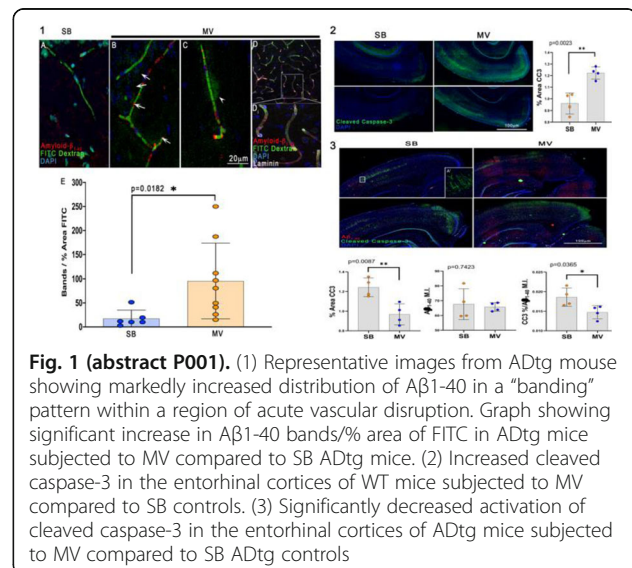 1 SB MV
A B C D
D'
Amyloid-β
FITC Dextran
DAPI
Amyloid-β
FITC Dextran
DAPI
Laminin
20μm
E
p=0.0182 *
Bands / % Area FITC
300
250
200
150
100
50
0
SB MV
2 SB MV
Cleaved Caspase-3
DAPI
100μm
p=0.0023
**
% Area CC3
SB MV
3 SB MV
Cleaved Caspase-3
100μm
p=0.0087
**
% Area CC3
SB MV
p=0.7423
SB MV
p=0.0365
*
SB MV
Fig. 1 (abstract P001). (1) Representative images from ADtg mouse
showing markedly increased distribution of Aβ1-40 in a “banding”
pattern within a region of acute vascular disruption. Graph showing
significant increase in Aβ1-40 bands/% area of FITC in ADtg mice
subjected to MV compared to SB ADtg mice. (2) Increased cleaved
caspase-3 in the entorhinal cortices of WT mice subjected to MV
compared to SB controls. (3) Significantly decreased activation of
cleaved caspase-3 in the entorhinal cortices of ADtg mice subjected
to MV compared to SB ADtg controls